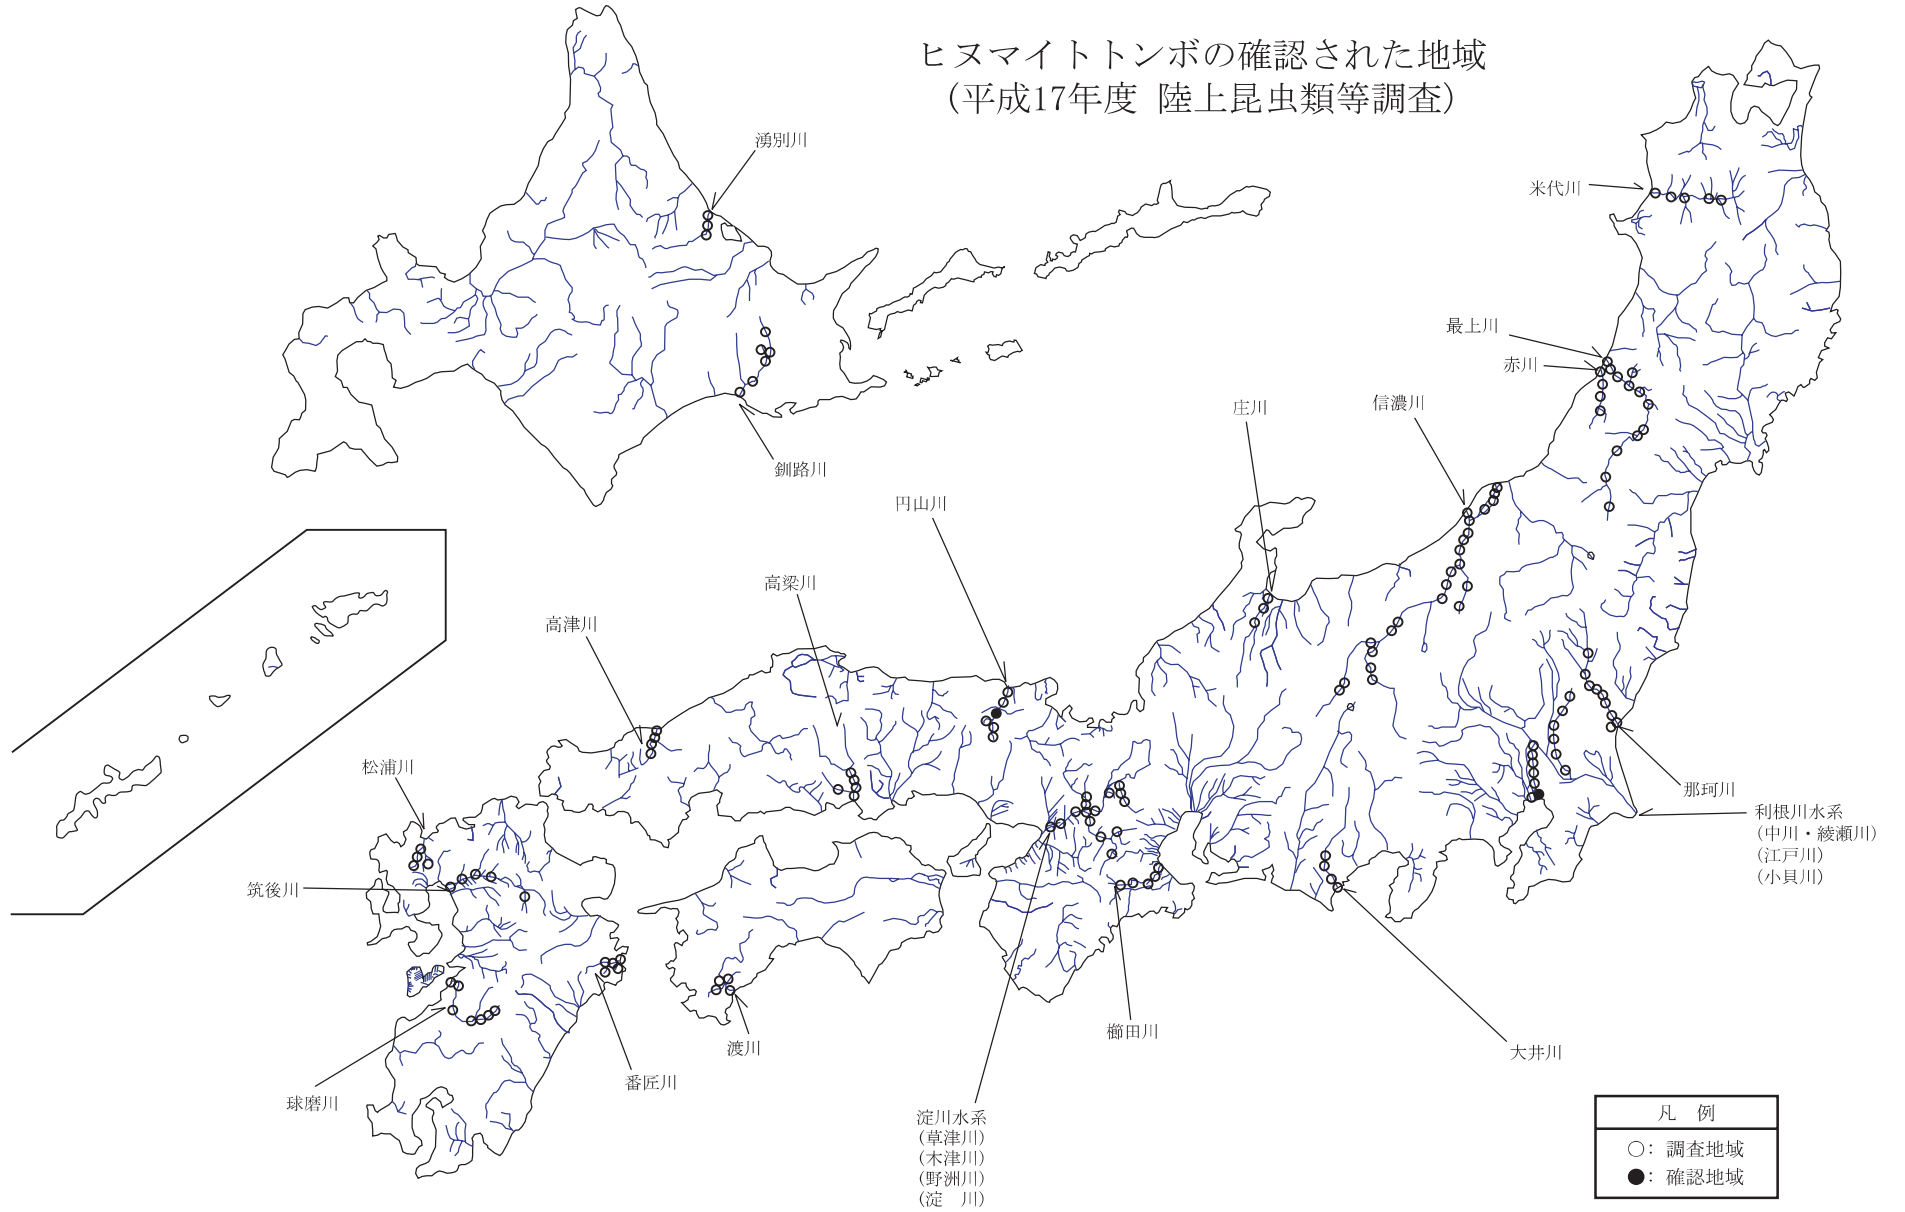 ヒヌマイトトンボの確認された地域
(平成17年度 陸上昆虫類等調査)
湧別川
米代川
最上川
赤川
信濃川
庄川
釧路川
円山川
高梁川
高津川
松浦川
筑後川
那珂川
利根川水系
(中川・綾瀬川)
(江戸川)
(小貝川)
櫛田川
大井川
渡川
番匠川
球磨川
淀川水系
(草津川)
(木津川)
(野洲川)
(淀　川)
凡　例
○: 調査地域
●: 確認地域